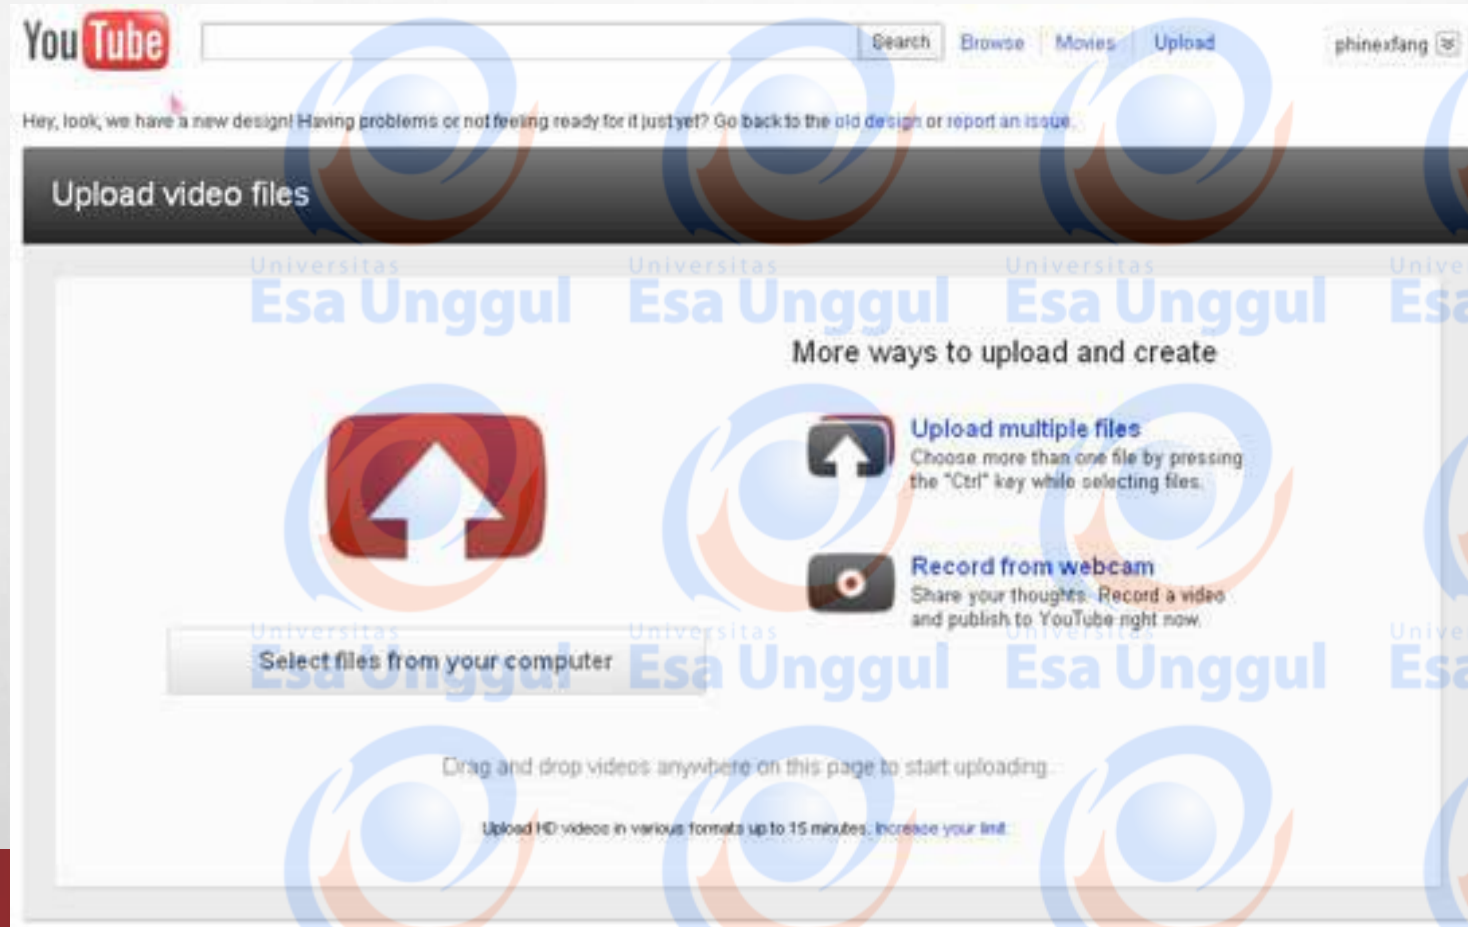 YouTube
Search Browse Movies Upload phinexfang
Hey, look, we have a new design! Having problems or not feeling ready for it just yet? Go back to the old design or report an issue.
Upload video files
Universitas Universitas Universitas Unive
Esa Unggul Esa Unggul Esa Unggul Esa
More ways to upload and create
Upload multiple files
Choose more than one file by pressing
the "Ctrl" key while selecting files.
Record from webcam
Share your thoughts. Record a video
and publish to YouTube right now.
Universitas Universitas Universitas Unive
Select files from your computer
Esa Unggul Esa Unggul Esa Unggul Esa
Drag and drop videos anywhere on this page to start uploading.
Upload HD videos in various formats up to 15 minutes. Increase your limit.